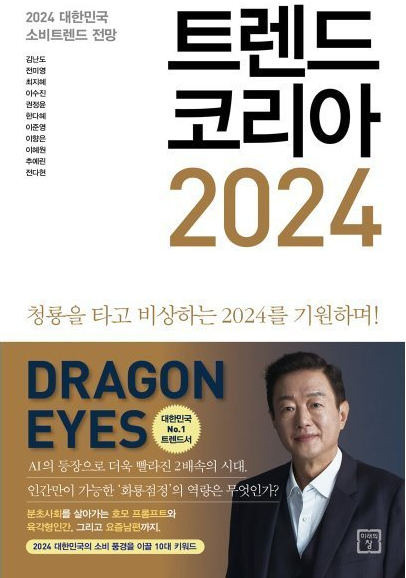 2024 대한민국
소비트렌드 전망
김난도
전미영
최지혜
이수진
권정윤
한다혜
이준영
이향은
이혜원
추예린
전다현
트렌드
코리아
2024
청룡을 타고 비상하는 2024를 기원하며!
DRAGON
EYES
대한민국
No.1
트렌드서
AI의 등장으로 더욱 빨라진 2배속의 시대.
인간만이 가능한 ‘화룡점정’의 역량은 무엇인가?
분초사회를 살아가는 호모 프롬프트와
육각형인간, 그리고 요즘남편까지.
2024 대한민국의 소비 풍경을 이끌 10대 키워드
미래의
창